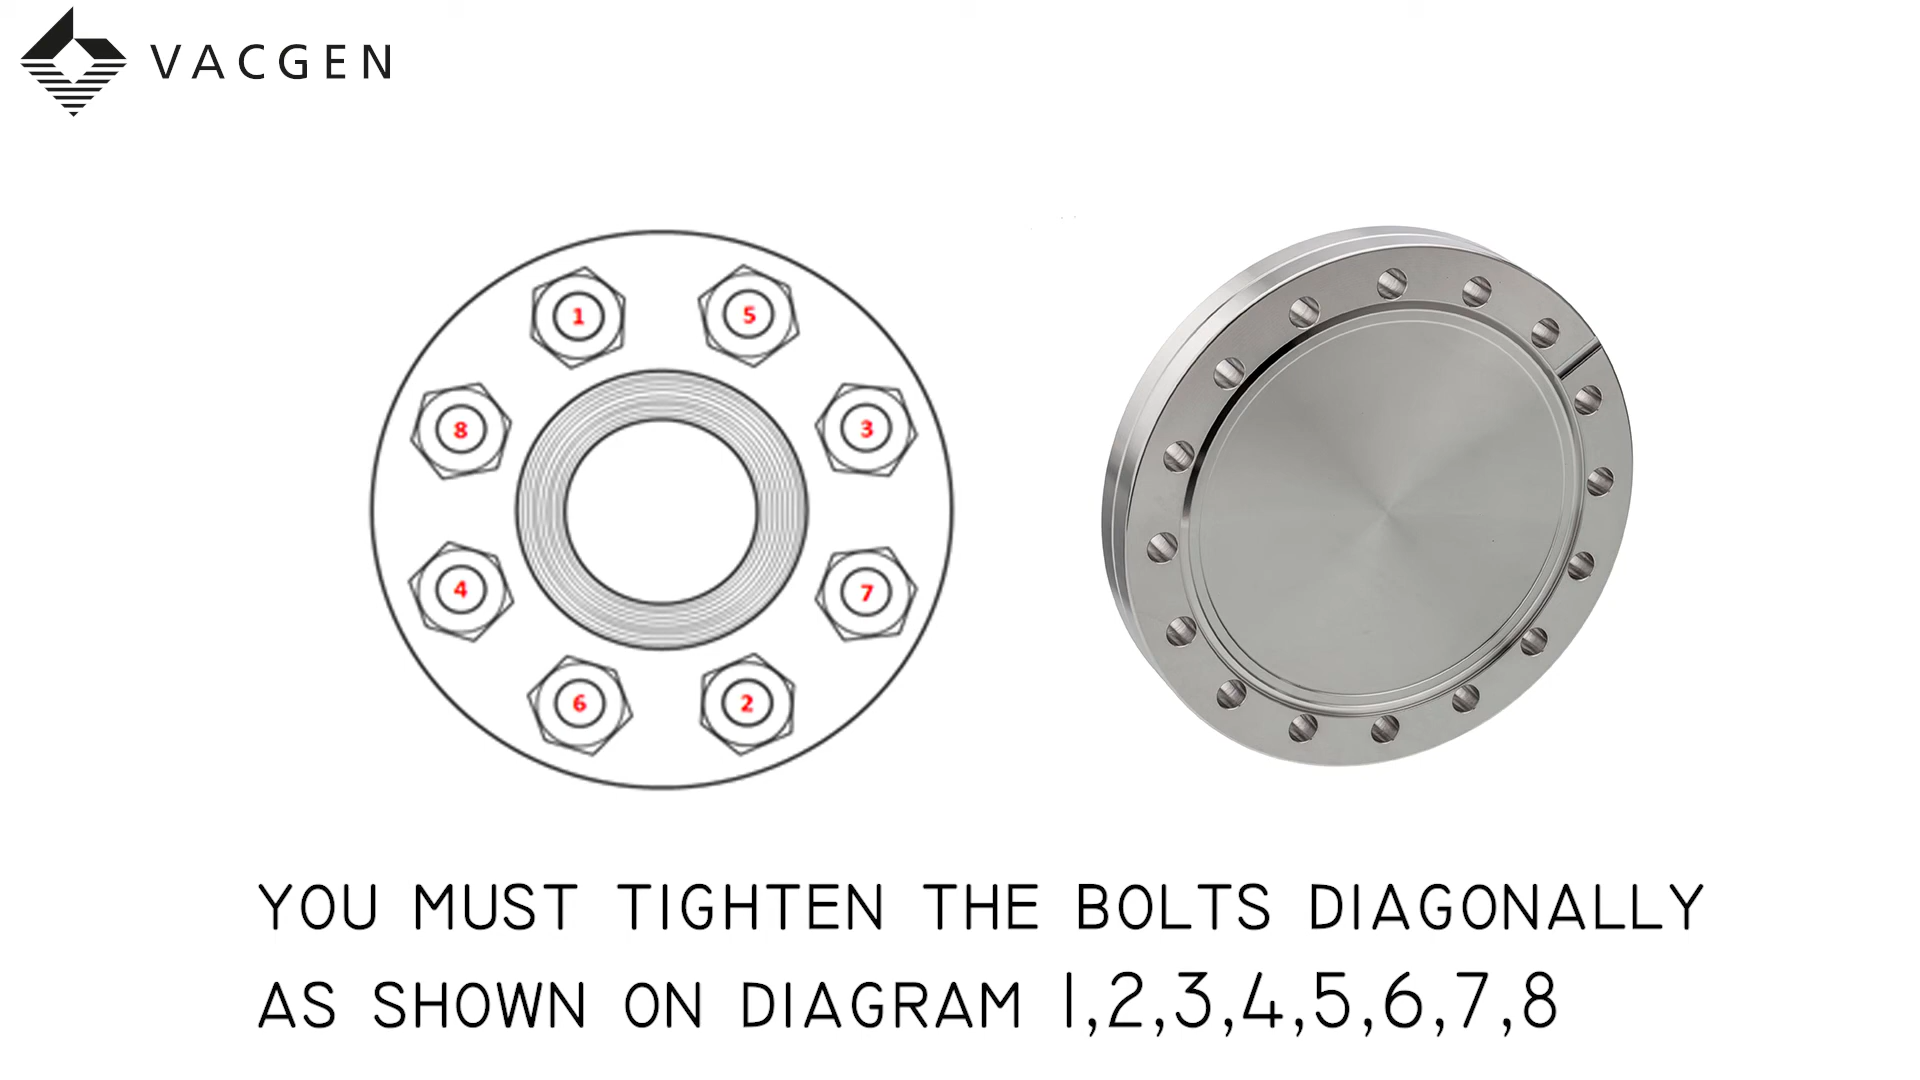 VACGEN
1 5
8 3
4 7
6 2
YOU MUST TIGHTEN THE BOLTS DIAGONALLY
AS SHOWN ON DIAGRAM 1,2,3,4,5,6,7,8